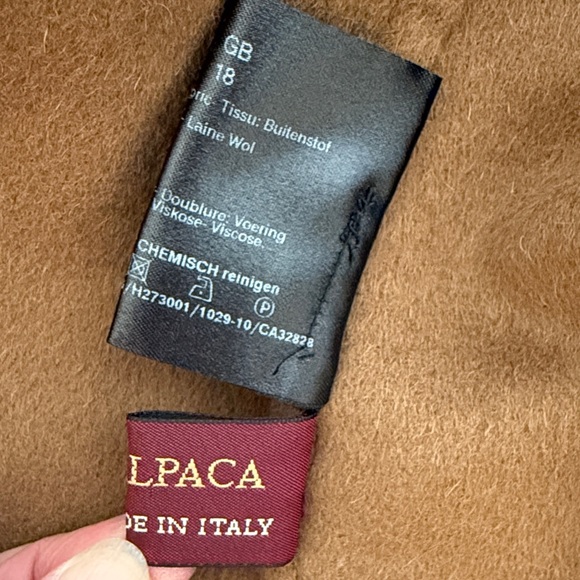 GB
18
Tissu: Buitenstof
Laine Wol
Doublure: Voering
Viskose- Viscose.
CHEMISCH reinigen
P
/H273001/1029-10/CA32828
LPACA
DE IN ITALY